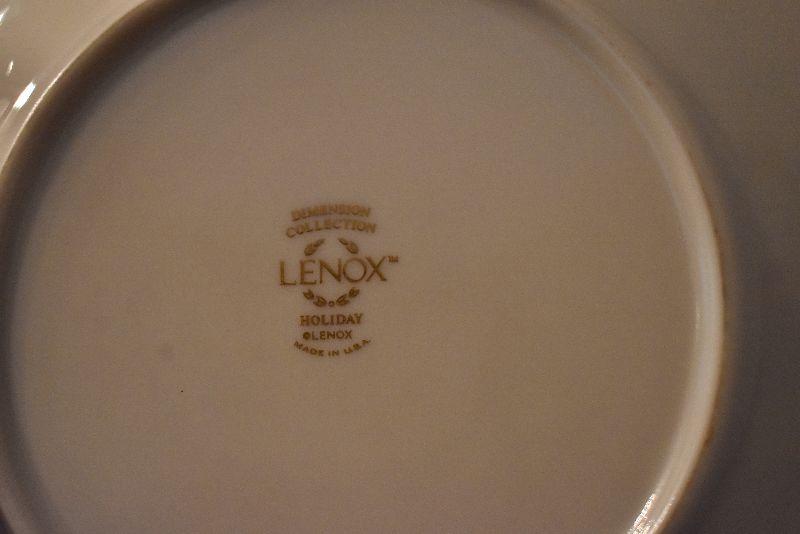 DIMENSION
COLLECTION
LENOX™
HOLIDAY
©LENOX
MADE IN U.S.A.